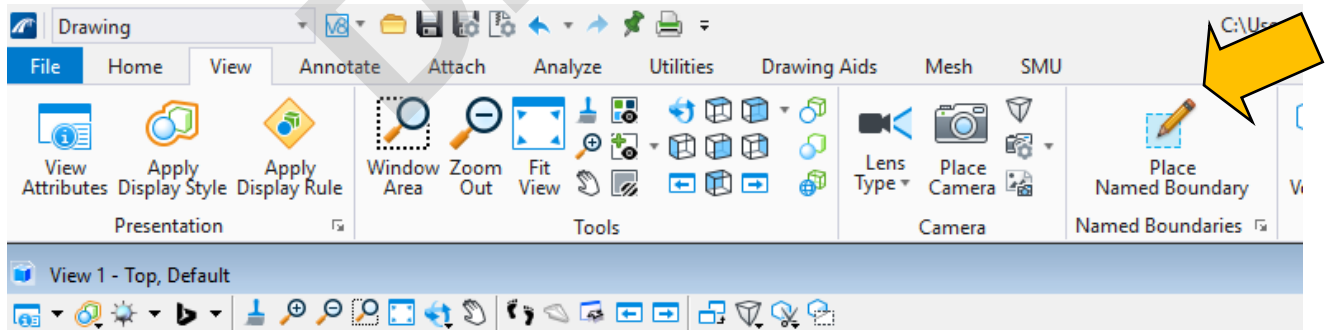 Drawing
V8
C:\Use
File Home View Annotate Attach Analyze Utilities Drawing Aids Mesh SMU
View Attributes
Apply Display Style
Apply Display Rule
Window Area
Zoom Out
Fit View
Lens Type
Place Camera
Place Named Boundary
Presentation Tools Camera Named Boundaries
View 1 - Top, Default